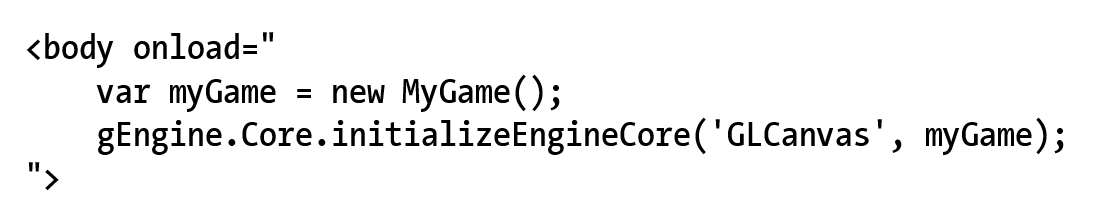 <body onload="
    var myGame = new MyGame();
    gEngine.Core.initializeEngineCore('GLCanvas', myGame);
">